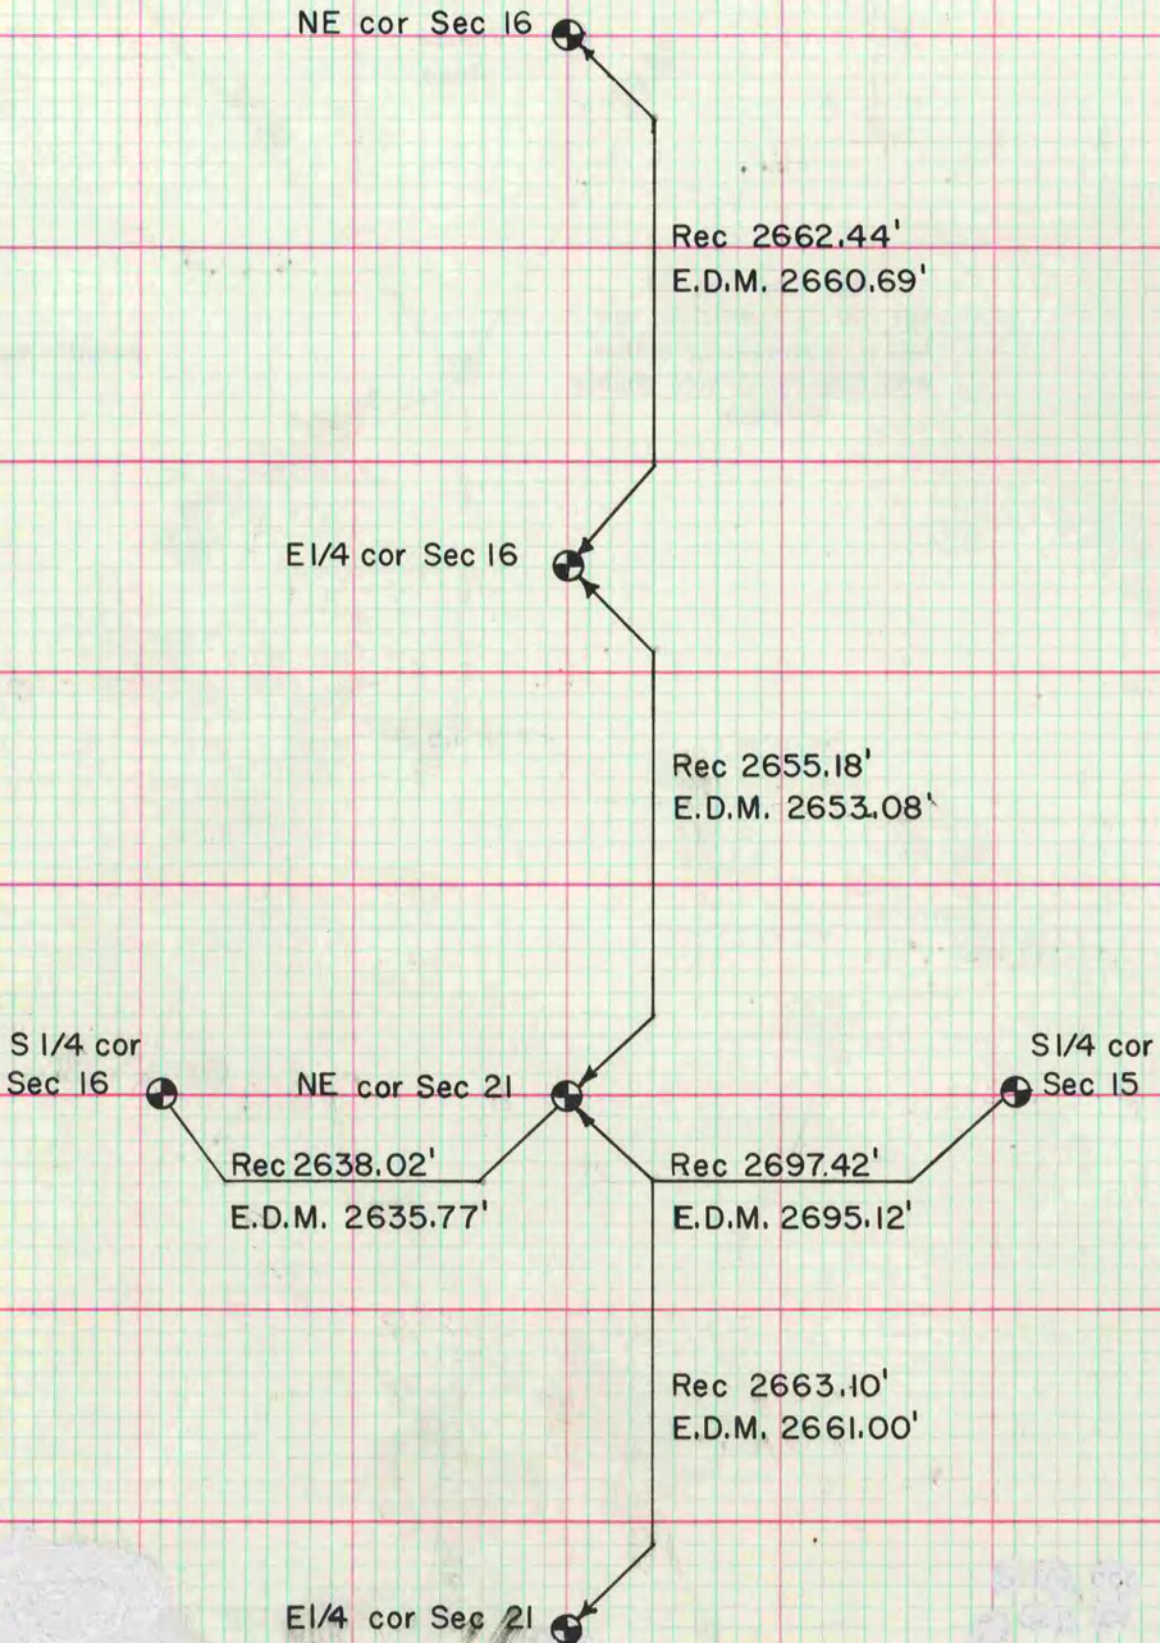 NE cor Sec 16
Rec 2662.44'
E.D.M. 2660.69'
E1/4 cor Sec 16
Rec 2655.18'
E.D.M. 2653.08'
S 1/4 cor
Sec 16
NE cor Sec 21
S1/4 cor
Sec 15
Rec 2638.02'
E.D.M. 2635.77'
Rec 2697.42'
E.D.M. 2695.12'
Rec 2663.10'
E.D.M. 2661.00'
E1/4 cor Sec 21